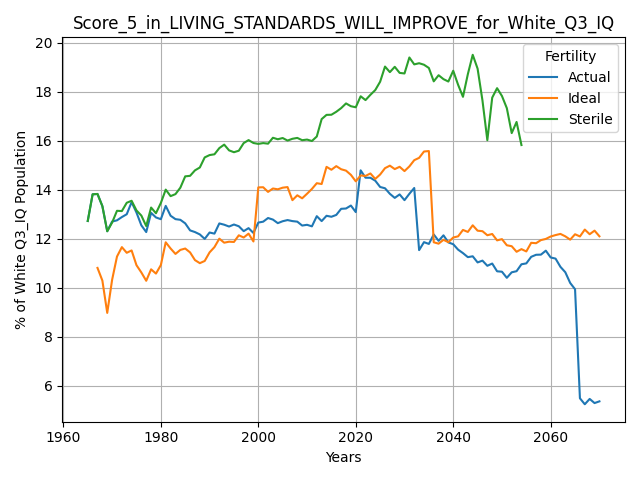 Score_5_in_LIVING_STANDARDS_WILL_IMPROVE_for_White_Q3_IQ
Fertility
Actual
Ideal
Sterile
% of White Q3_IQ Population
20
18
16
14
12
10
8
6
1960
1980
2000
2020
2040
2060
Years